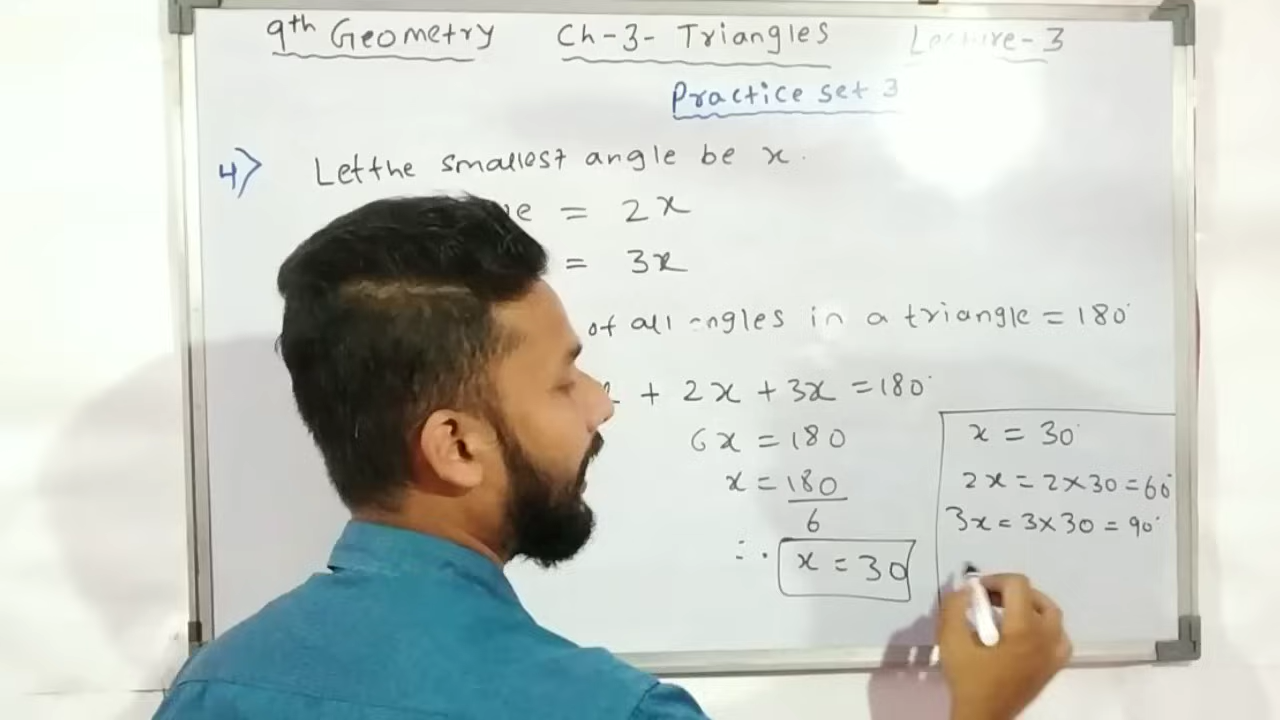 9th Geometry Ch-3- Triangles Lecture-3
Practice set 3
4) Let the smallest angle be x.
= 2x
= 3x
of all angles in a triangle = 180°
+ 2x + 3x = 180°
6x = 180
x = 180
6
∴ x = 30
x = 30°
2x = 2×30 = 60°
3x = 3×30 = 90°